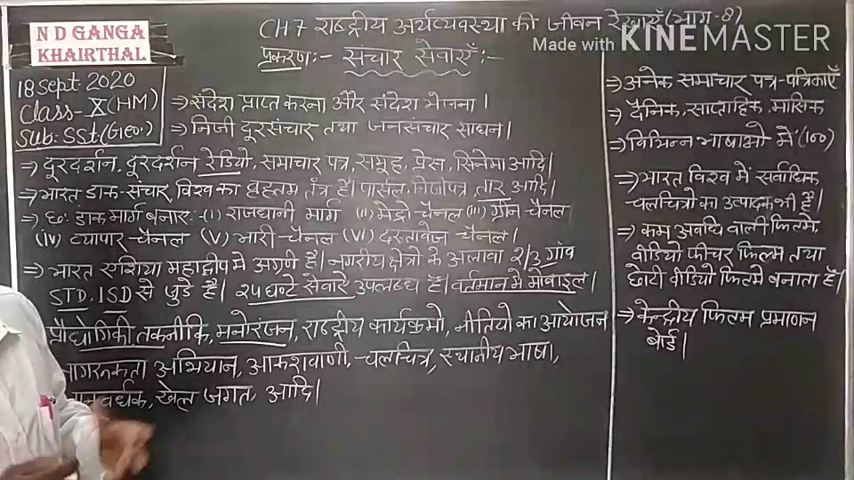 CH 7 राष्ट्रीय अर्थव्यवस्था की जीवन रेखाएँ (भाग-8)
Made with KINEMASTER
N D GANGA
KHAIRTHAL
प्रकरण:- संचार सेवाएँ:-
18 Sept 2020
Class-X(HM)
Sub: SSt(Geo.)
⇒ संदेश प्राप्त करना और संदेश भेजना।
⇒ निजी दूरसंचार तथा जनसंचार साधन।
⇒ दूरदर्शन, दूरदर्शन रेडियो, समाचार पत्र, समूह, प्रेस, सिनेमा आदि।
⇒ भारत डाक-संचार, विश्व का वृहत्तम तंत्र है। पार्सल, निजीपत्र, तार आदि।
⇒ छः डाक मार्ग बनाए:- (i) राजधानी मार्ग (ii) मेट्रो-चैनल (iii) ग्रीन चैनल
(iv) व्यापार-चैनल (v) भारी-चैनल (vi) दस्तावेज चैनल।
⇒ भारत एशिया महाद्वीप में अग्रणी है। नगरीय क्षेत्रो के अलावा 2/3 गाँव
STD, ISD से जुड़े है। 24 घन्टे सेवाएं उपलब्ध है। वर्तमान में मोबाइल।
प्रौद्योगिकी तकनीकि, मनोरंजन, राष्ट्रीय कार्यक्रमो, नीतियो का आयोजन
जागरूकता अभियान, आकाशवाणी, चलचित्र, स्थानीय भाषा,
खेल जगत, आदि।
⇒ अनेक समाचार पत्र-पत्रिकाएँ
⇒ दैनिक, साप्ताहिक, मासिक
⇒ विभिन्न भाषाओ में (100)
⇒ भारत विश्व में सर्वाधिक
चलचित्रो का उत्पादक भी है।
⇒ कम अवधि वाली फिल्मे,
वीडियो फीचर फिल्म तथा
छोटी वीडियो फिल्मे बनाता है।
⇒ केन्द्रीय फिल्म प्रमाणन
बोर्ड।